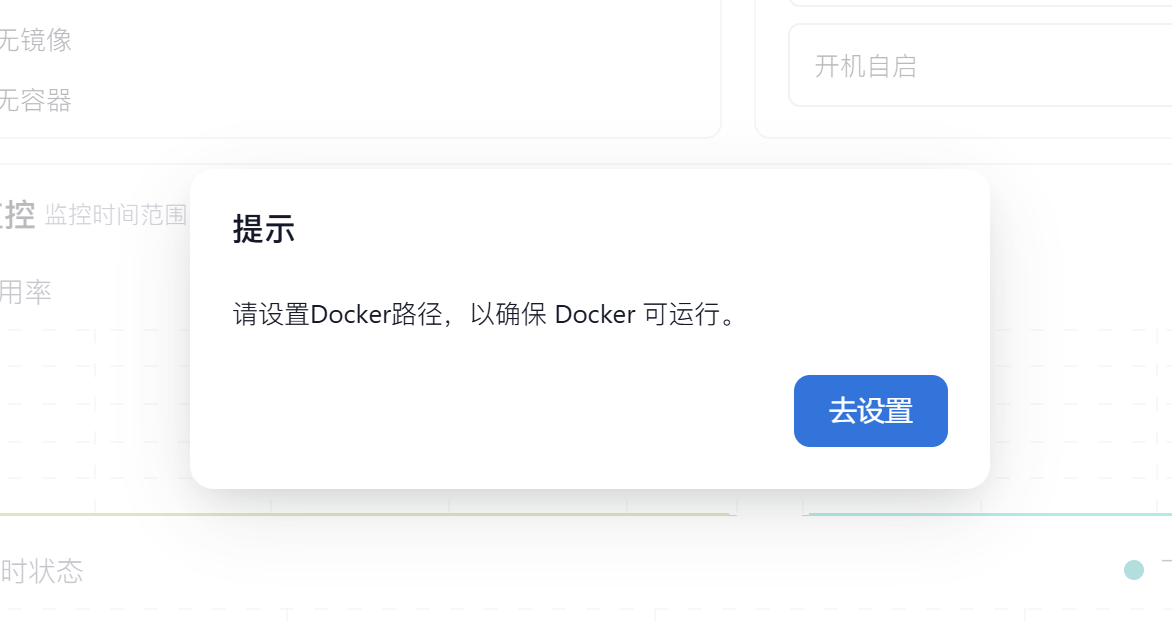 无镜像
开机自启
无容器
控 监控时间范围
提示
用率
请设置Docker路径，以确保 Docker 可运行。
去设置
时状态